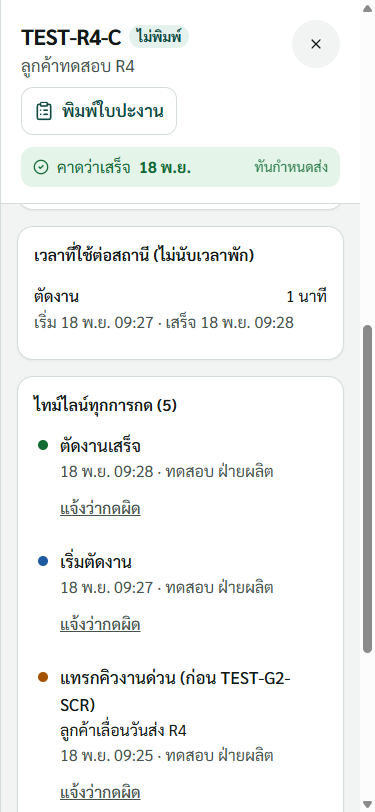 TEST-R4-C ไม่พิมพ์
ลูกค้าทดสอบ R4
พิมพ์ใบปะงาน
คาดว่าเสร็จ 18 พ.ย. ทันกำหนดส่ง
เวลาที่ใช้ต่อสถานี (ไม่นับเวลาพัก)
ตัดงาน 1 นาที
เริ่ม 18 พ.ย. 09:27 · เสร็จ 18 พ.ย. 09:28
ไทม์ไลน์ทุกการกด (5)
ตัดงานเสร็จ
18 พ.ย. 09:28 · ทดสอบ ฝ่ายผลิต
แจ้งว่ากดผิด
เริ่มตัดงาน
18 พ.ย. 09:27 · ทดสอบ ฝ่ายผลิต
แจ้งว่ากดผิด
แทรกคิวงานด่วน (ก่อน TEST-G2-
SCR)
ลูกค้าเลื่อนวันส่ง R4
18 พ.ย. 09:25 · ทดสอบ ฝ่ายผลิต
แจ้งว่ากดผิด